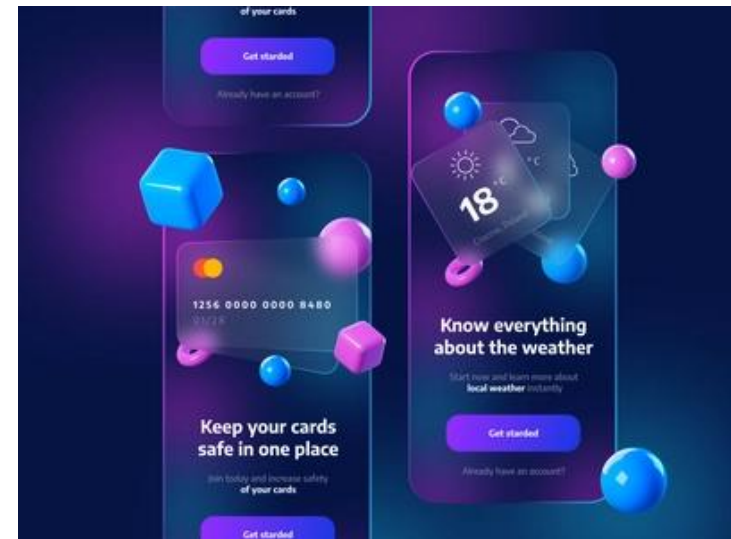 of your cards
Get starded
Already have an account?
1256 0000 0000 8480
Keep your cards
safe in one place
Join today and increase safety
of your cards
Get starded
°C
18 °C
Know everything
about the weather
Start now and learn more about
local weather instantly
Get starded
Already have an account?